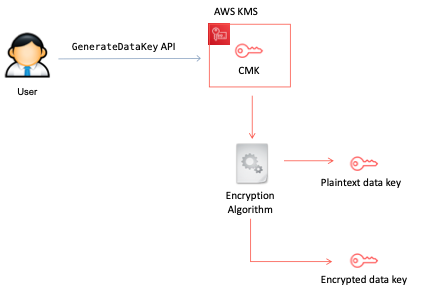 AWS KMS
GenerateDataKey API
CMK
User
Encryption
Algorithm
Plaintext data key
Encrypted data key